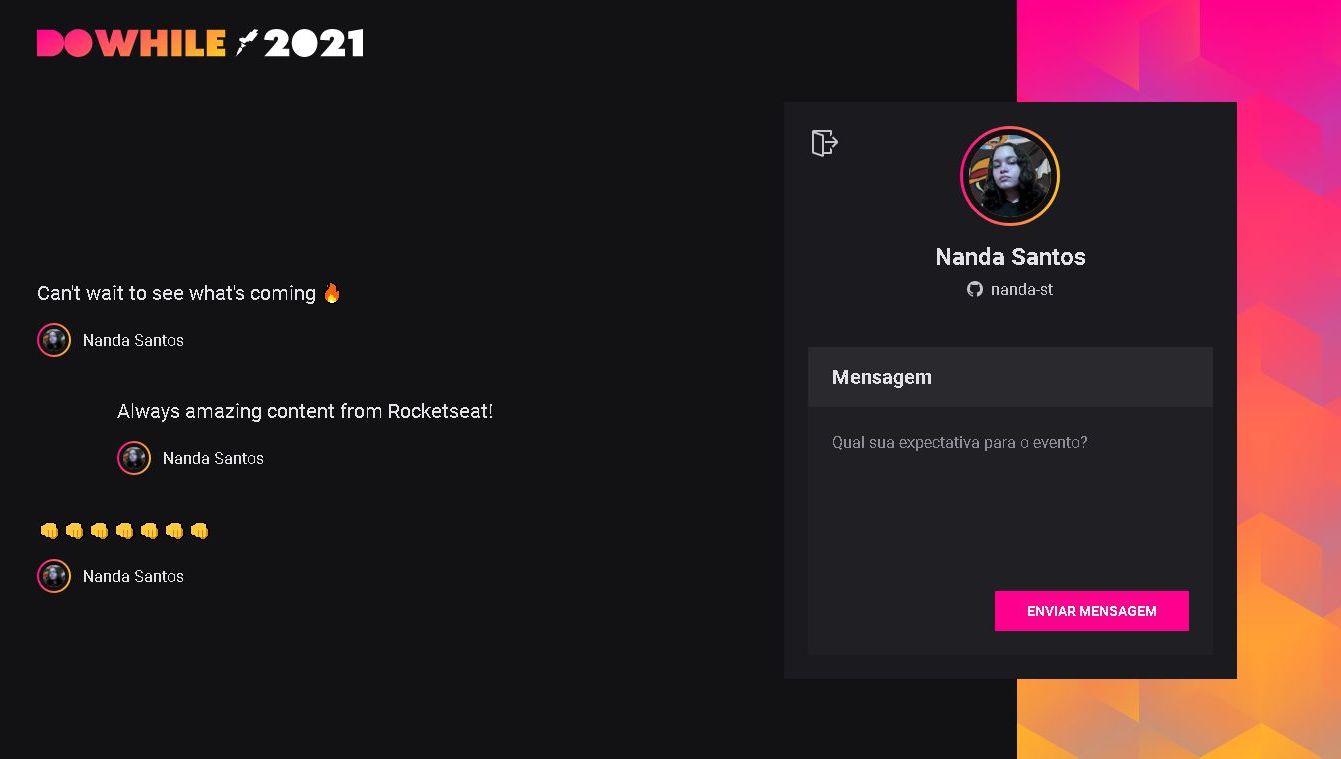 DOWHILE 2021
Can't wait to see what's coming 🔥
Nanda Santos
Always amazing content from Rocketseat!
Nanda Santos
👊👊👊👊👊👊👊
Nanda Santos
Nanda Santos
nanda-st
Mensagem
Qual sua expectativa para o evento?
ENVIAR MENSAGEM